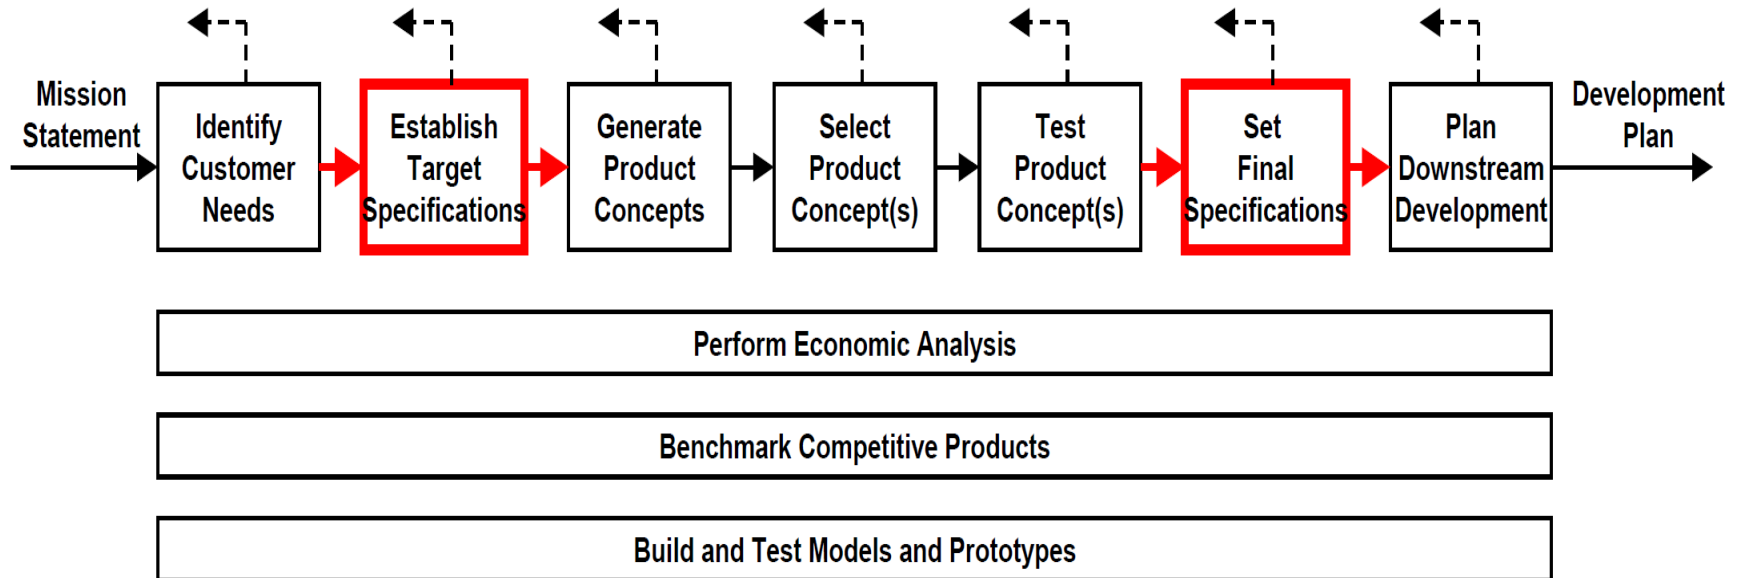 Mission
Statement
Identify
Customer
Needs
Establish
Target
Specifications
Generate
Product
Concepts
Select
Product
Concept(s)
Test
Product
Concept(s)
Set
Final
Specifications
Plan
Downstream
Development
Development
Plan
Perform Economic Analysis
Benchmark Competitive Products
Build and Test Models and Prototypes